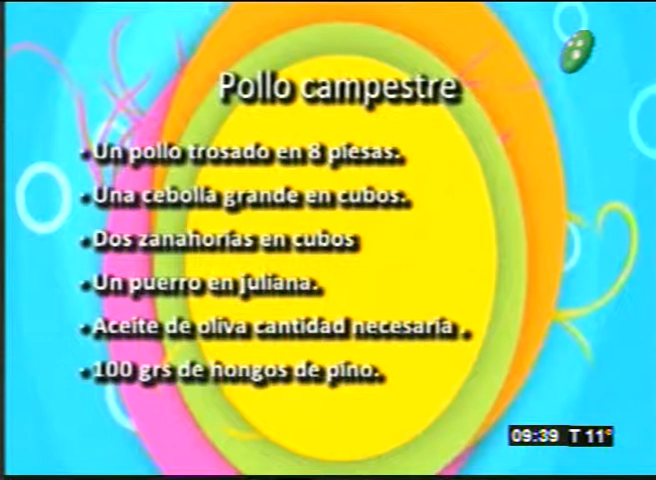 Pollo campestre
· Un pollo trosado en 8 piesas.
· Una cebolla grande en cubos.
· Dos zanahorias en cubos
· Un puerro en juliana.
· Aceite de oliva cantidad necesaria .
· 100 grs de hongos de pino.
09:39 T 11°